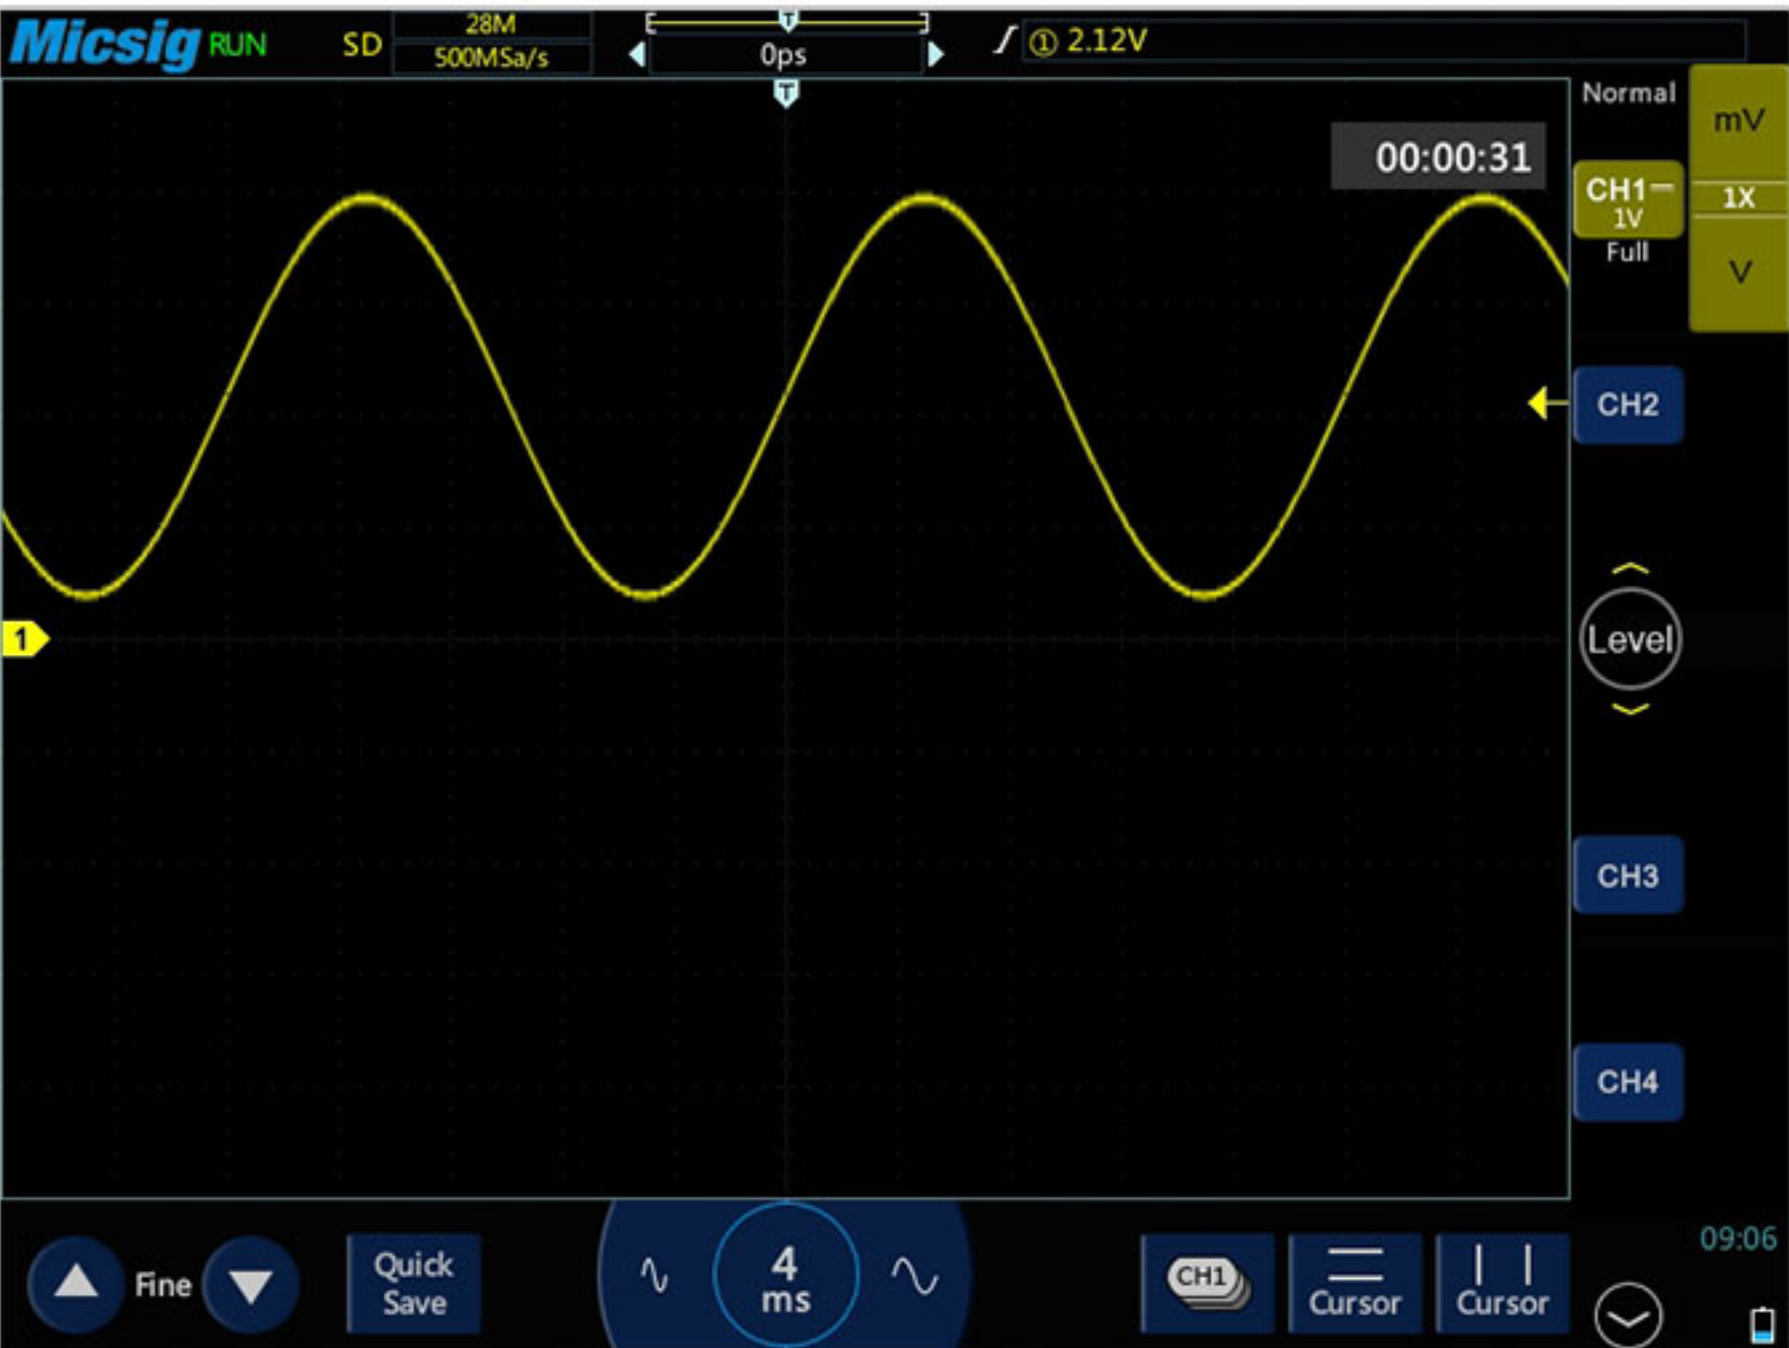 Micsig RUN SD 28M 500MSa/s T 0ps ① 2.12V
T
Normal
mV
00:00:31
CH1
1V
1X
Full
V
CH2
1
Level
CH3
CH4
Fine
Quick
Save
4
ms
CH1
Cursor
Cursor
09:06